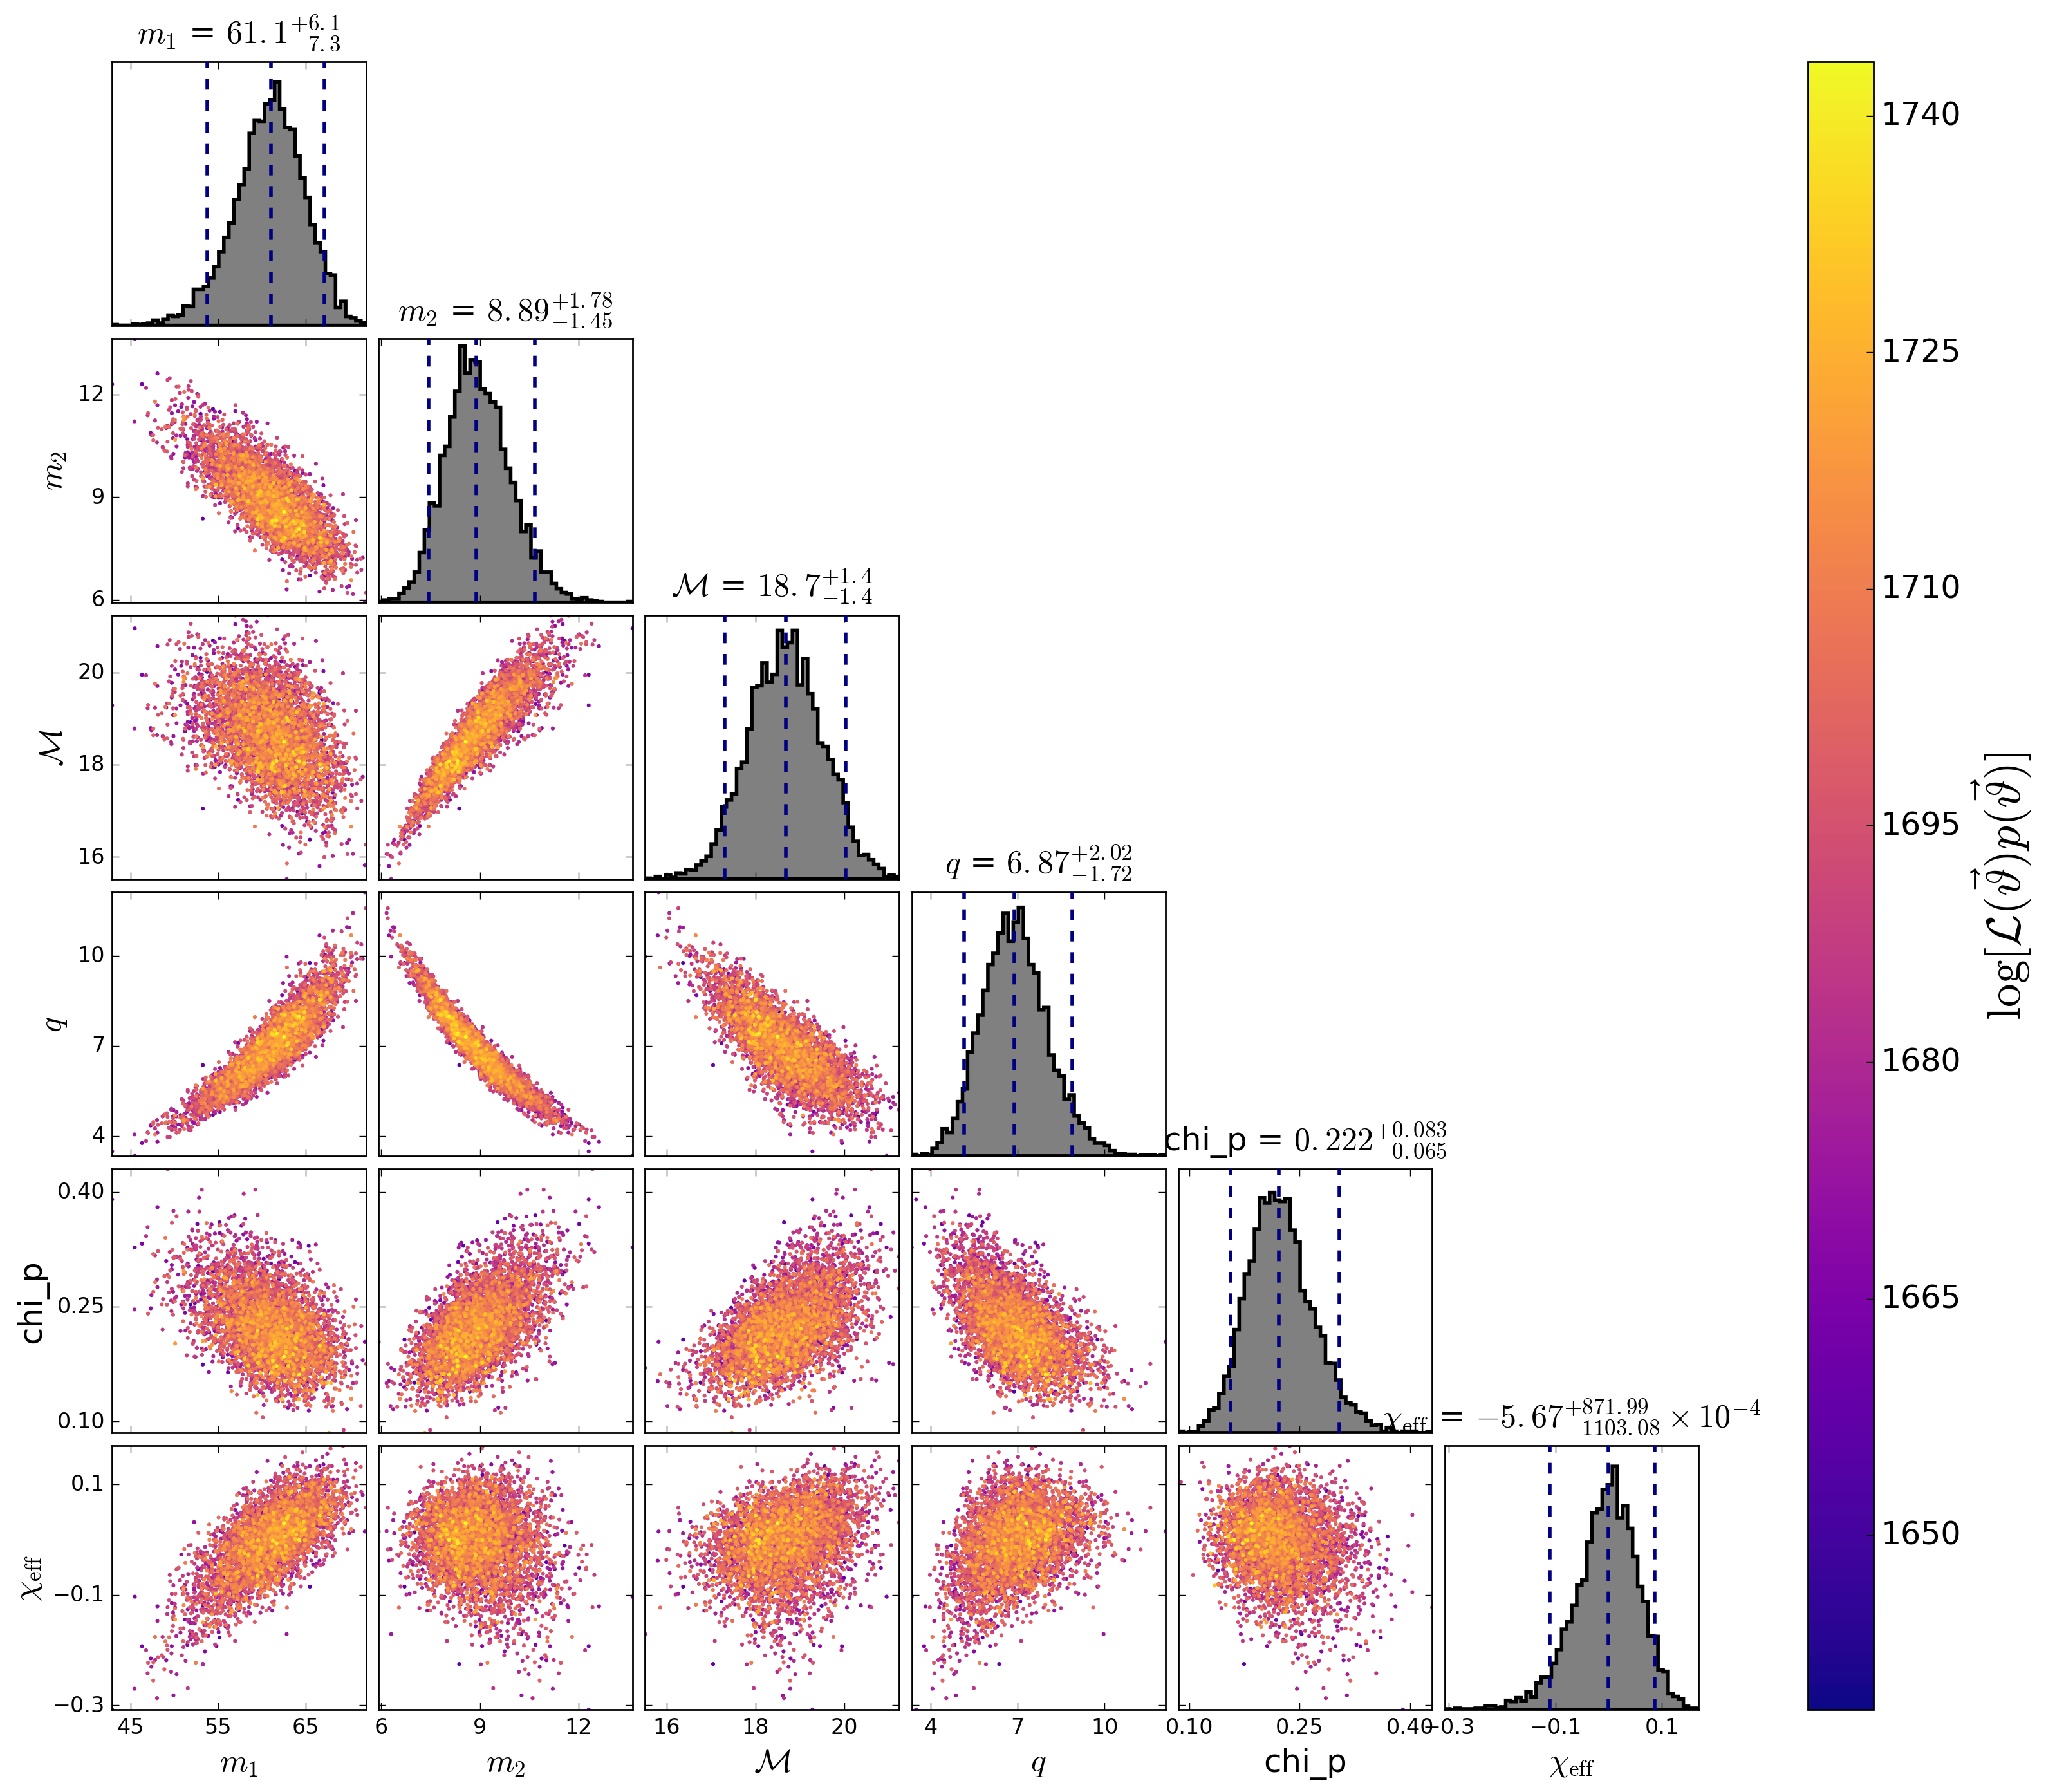 m₁ = 61.1 +6.1 −7.3
1740
m₂ = 8.89 +1.78 −1.45
12
9
6
m₂
1725
ℳ = 18.7 +1.4 −1.4
20
18
16
ℳ
1710
q = 6.87 +2.02 −1.72
10
7
4
q
1695
log[ℒ(ϑ⃗)p(ϑ⃗)]
1680
chi_p = 0.222 +0.083 −0.065
0.40
0.25
0.10
chi_p
1665
χeff = −5.67 +871.99 −1103.08 × 10⁻⁴
0.1
−0.1
−0.3
χeff
1650
45 55 65 6 9 12 16 18 20 4 7 10 0.10 0.25 0.40 −0.3 −0.1 0.1
m₁ m₂ ℳ q chi_p χeff